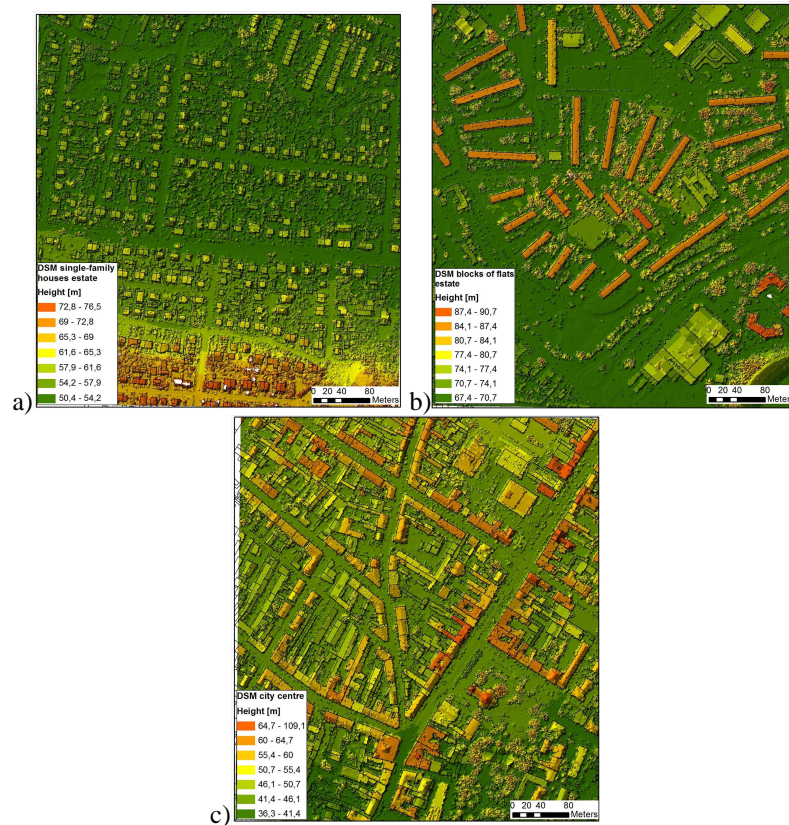 a)
DSM single-family
houses estate
Height [m]
72,8 - 76,5
69 - 72,8
65,3 - 69
61,6 - 65,3
57,9 - 61,6
54,2 - 57,9
50,4 - 54,2
0 20 40 80
Meters
b)
DSM blocks of flats
estate
Height [m]
87,4 - 90,7
84,1 - 87,4
80,7 - 84,1
77,4 - 80,7
74,1 - 77,4
70,7 - 74,1
67,4 - 70,7
0 20 40 80
Meters
c)
DSM city centre
Height [m]
64,7 - 109,1
60 - 64,7
55,4 - 60
50,7 - 55,4
46,1 - 50,7
41,4 - 46,1
36,3 - 41,4
0 20 40 80
Meters